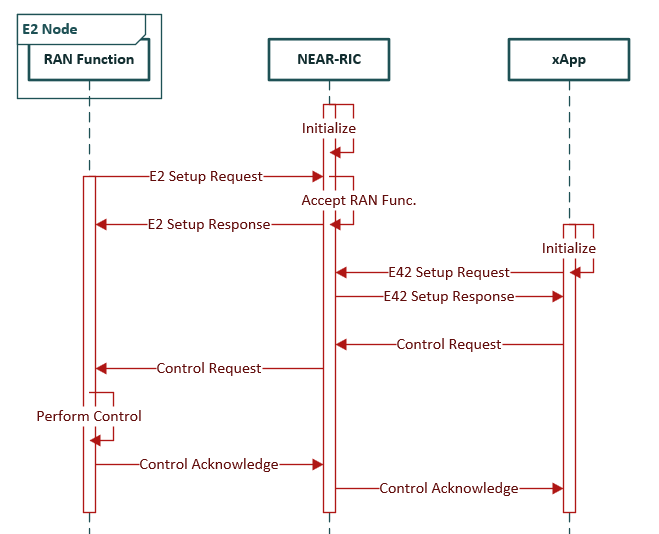 E2 Node
RAN Function
NEAR-RIC
xApp
Initialize
E2 Setup Request
Accept RAN Func.
E2 Setup Response
Initialize
E42 Setup Request
E42 Setup Response
Control Request
Control Request
Perform Control
Control Acknowledge
Control Acknowledge